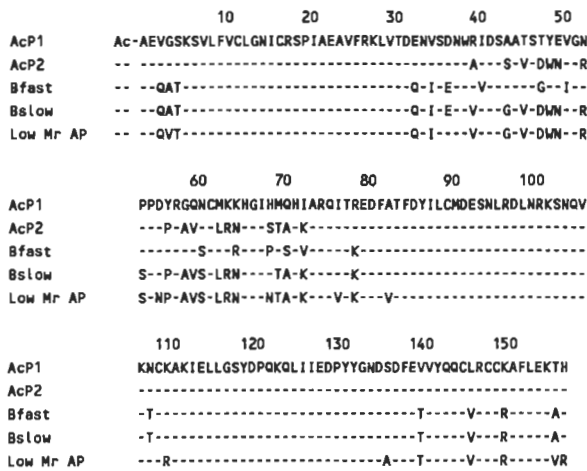 10 20 30 40 50
AcP1 Ac-AEVGSKSVLFVCLGNICRSPIAEAVFRKLVTDENVSDNWRIDSAATSTYEVGN
AcP2 -- ---------------------------------------A---S-V-DWN--R
Bfast -- --QAT---------------------------Q-I-E---V------G--I--
Bslow -- --QAT---------------------------Q-I-E--V---G-V-DWN--R
Low Mr AP -- --QVT---------------------------Q-I-E--V---G-V-DWN--R
60 70 80 90 100
AcP1 PPDYRGQNCMKKHGIHMQHIARQITREDFATFDYILCMDESNLRDLNRKSNQV
AcP2 ---P-AV--LRN---STA-K---------------------------------
Bfast -------S---R---V-S-V-----K---------------------------
Bslow S--P-AVS-LRN----TA-K-----K---------------------------
Low Mr AP S-NP-AVS-LRN---NTA-K---V-K---V-----------------------
110 120 130 140 150
AcP1 KNCKAKIELLGSYDPQKQLIIEDPYYGNDSDFEVVYQQCLRCCKAFLEKTH
AcP2 ---------------------------------------------------
Bfast -T-------------------------------T-----V---R-----A-
Bslow -T-------------------------------T-----V---R-----A-
Low Mr AP ---R-------------------------A---T-----V---R-----VR